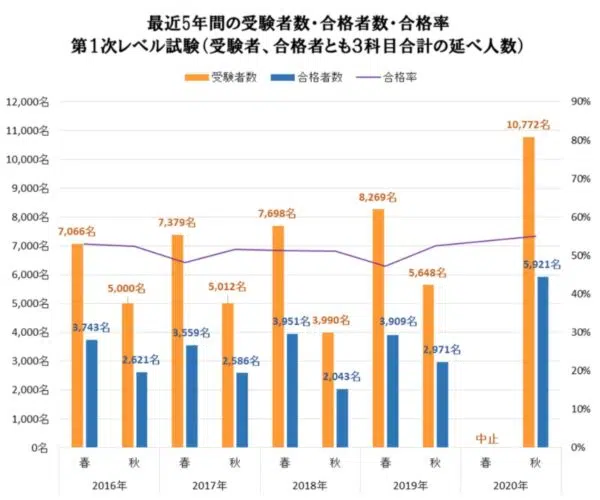 最近5年間の受験者数・合格者数・合格率
第1次レベル試験(受験者、合格者とも3科目合計の延べ人数)
受験者数 合格者数 合格率
12,000名 90%
11,000名 80%
10,000名 70%
9,000名 60%
8,000名 50%
7,000名 40%
6,000名 30%
5,000名 20%
4,000名 10%
3,000名 0%
2,000名
1,000名
0名
7,066名 3,743名 5,000名 2,621名 7,379名 3,559名 5,012名 2,586名 7,698名 3,951名 3,990名 2,043名 8,269名 3,909名 5,648名 2,971名 中止 10,772名 5,921名
春 秋 春 秋 春 秋 春 秋 春 秋
2016年 2017年 2018年 2019年 2020年